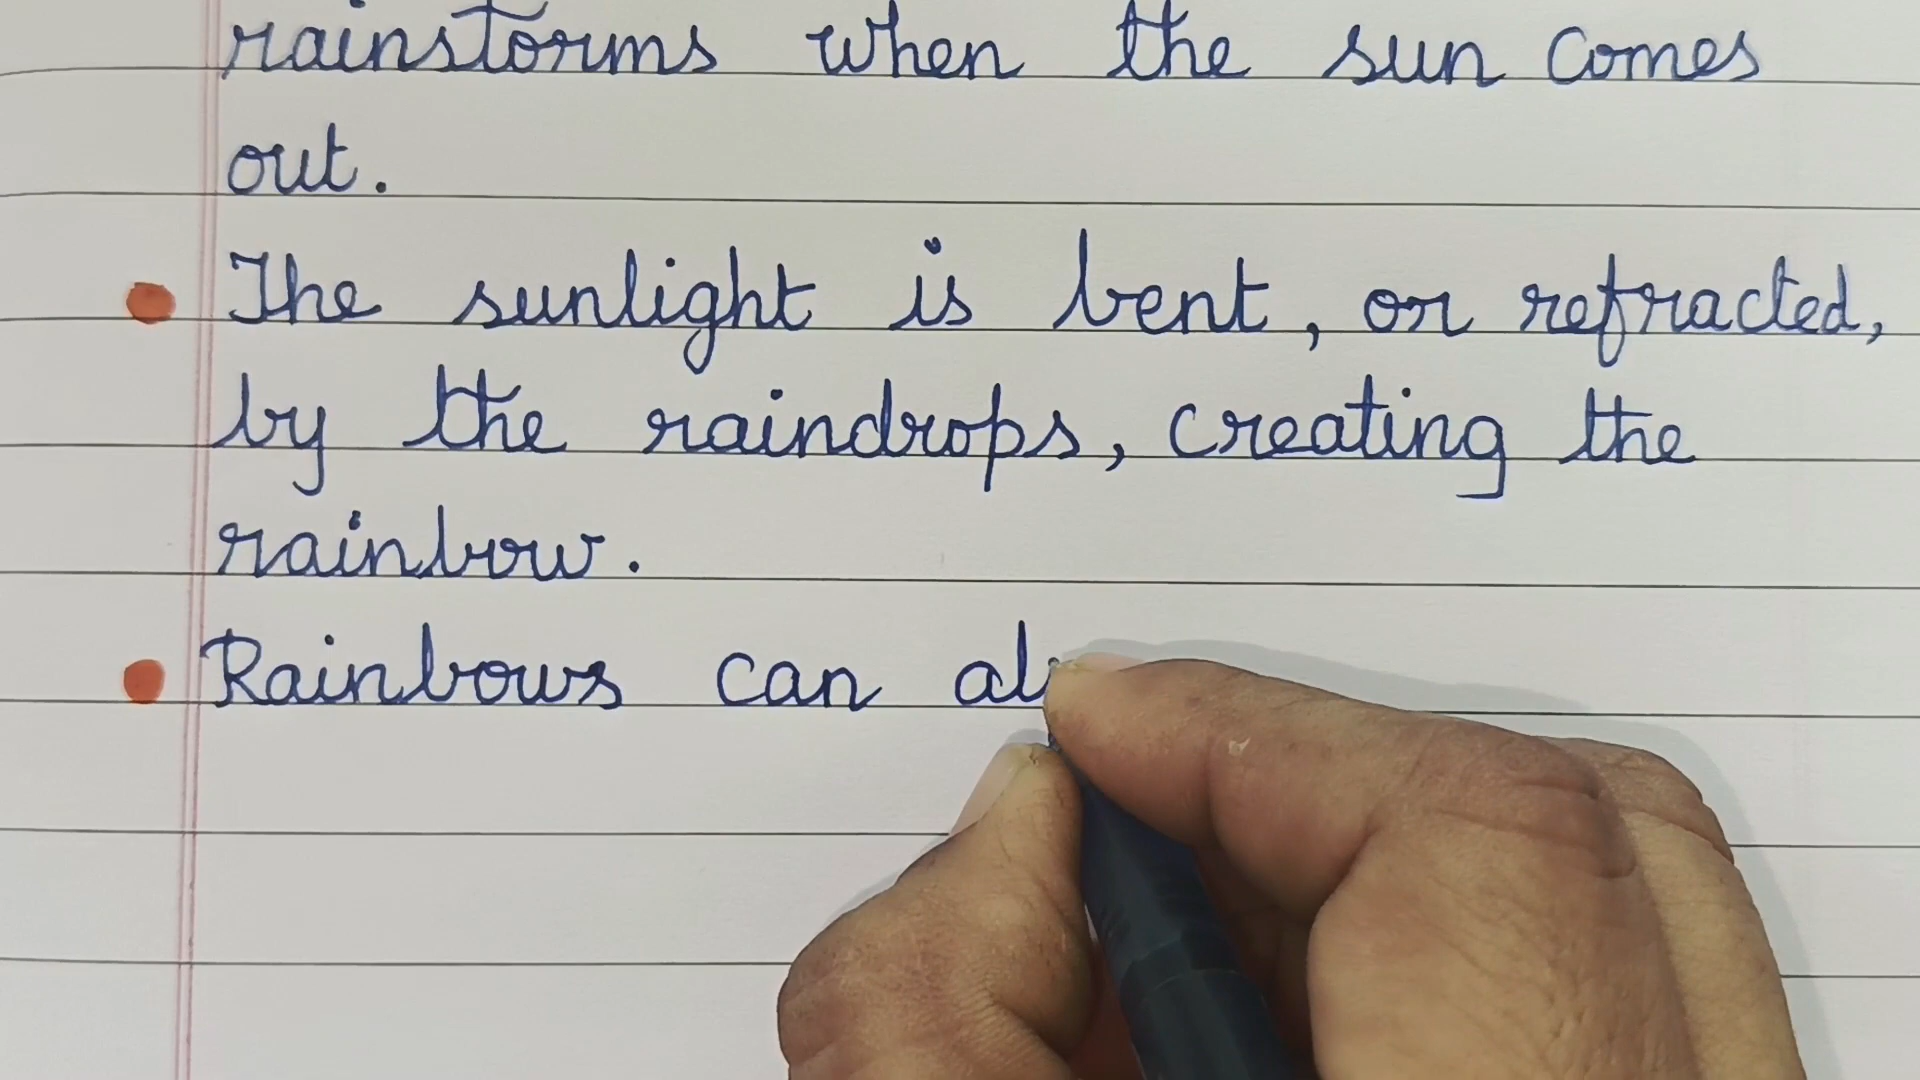 rainstorms when the sun comes
out.
The sunlight is bent, or refracted,
by the raindrops, creating the
rainbow.
Rainbows can